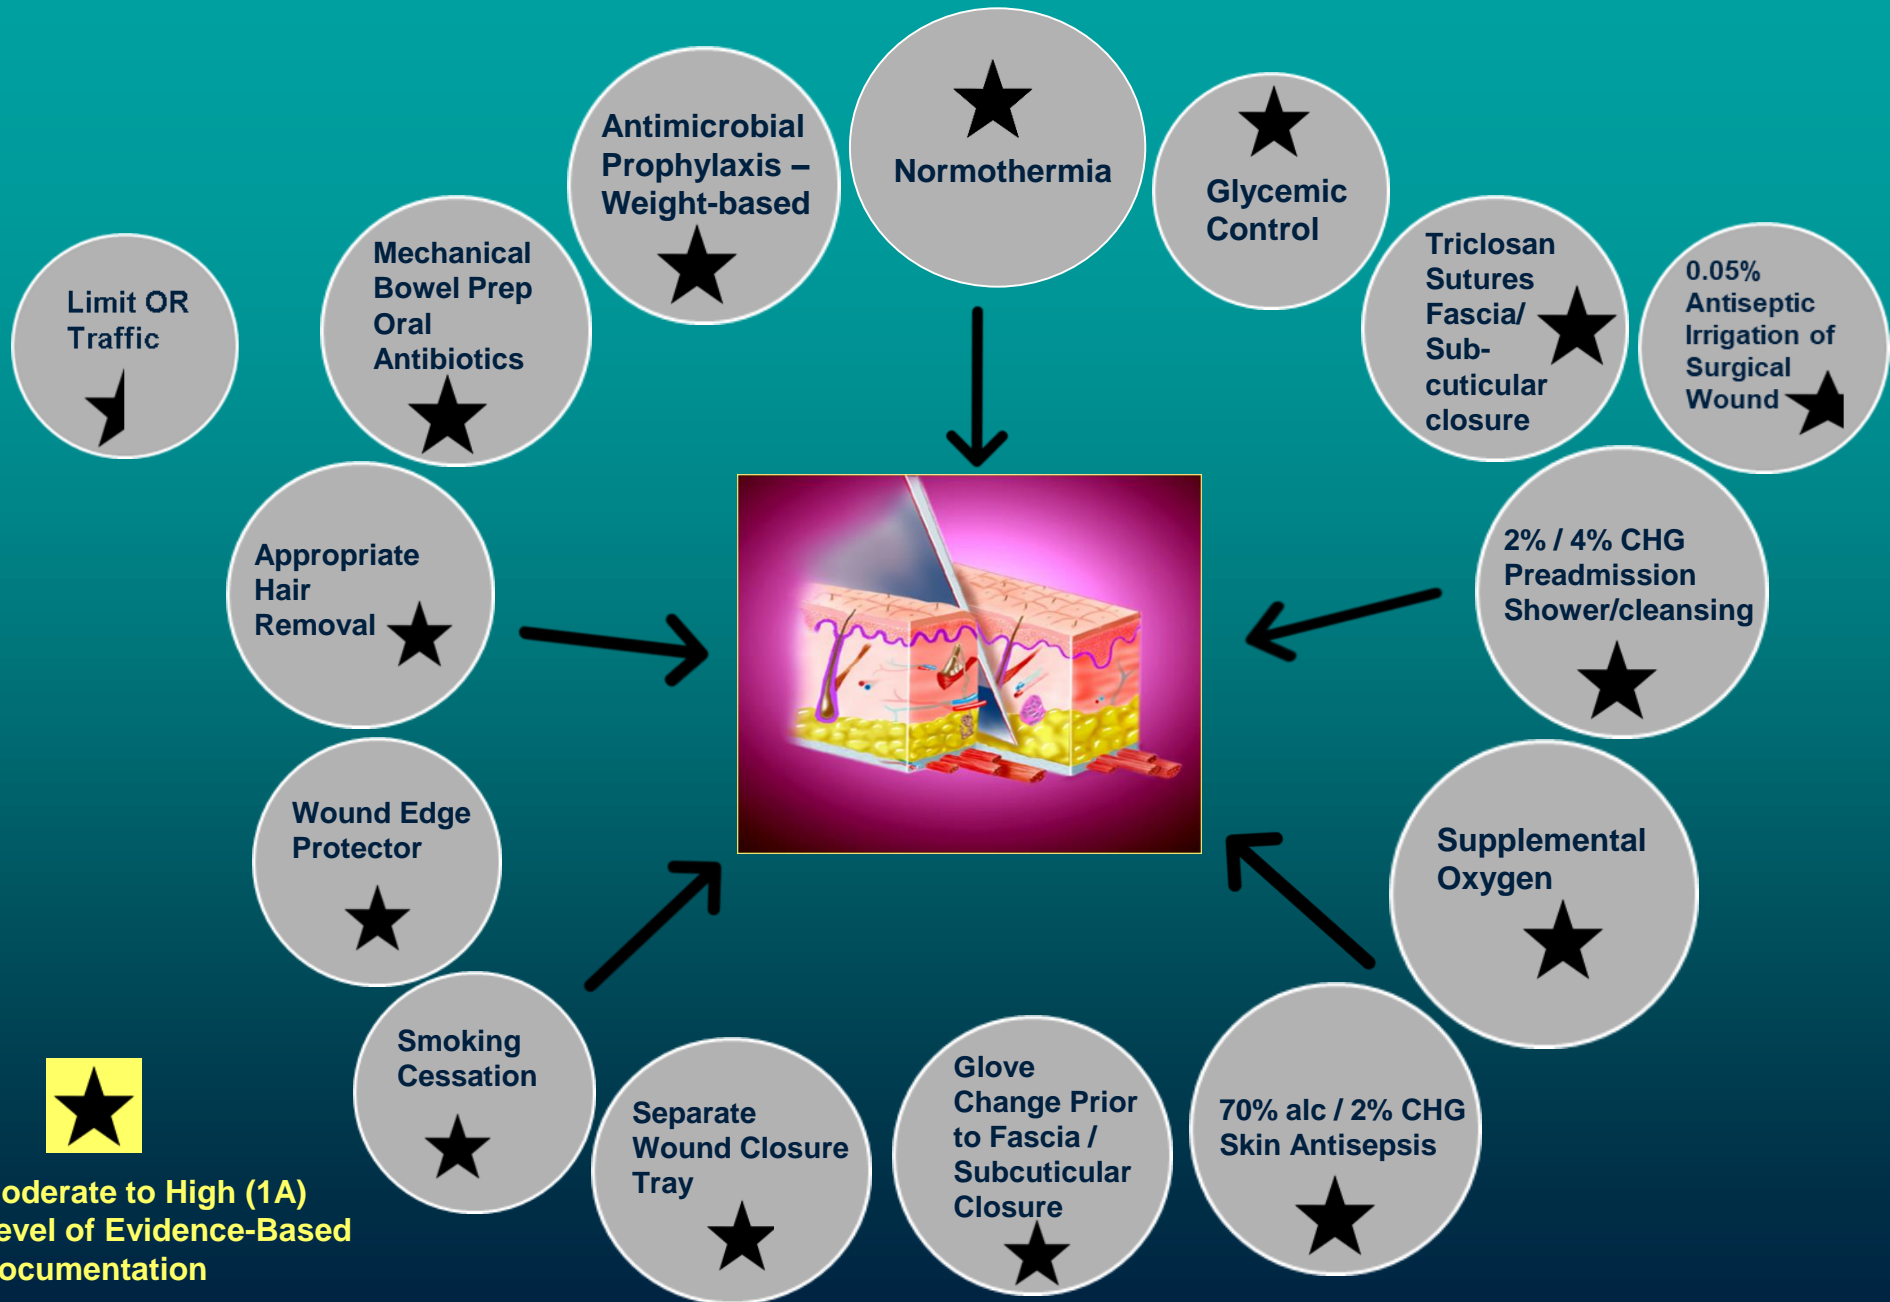 Normothermia
Antimicrobial
Prophylaxis –
Weight-based
Glycemic
Control
Mechanical
Bowel Prep
Oral
Antibiotics
Triclosan
Sutures
Fascia/
Sub-
cuticular
closure
Limit OR
Traffic
0.05%
Antiseptic
Irrigation of
Surgical
Wound
Appropriate
Hair
Removal
2% / 4% CHG
Preadmission
Shower/cleansing
Wound Edge
Protector
Supplemental
Oxygen
Smoking
Cessation
Separate
Wound Closure
Tray
Glove
Change Prior
to Fascia /
Subcuticular
Closure
70% alc / 2% CHG
Skin Antisepsis
oderate to High (1A)
evel of Evidence-Based
ocumentation